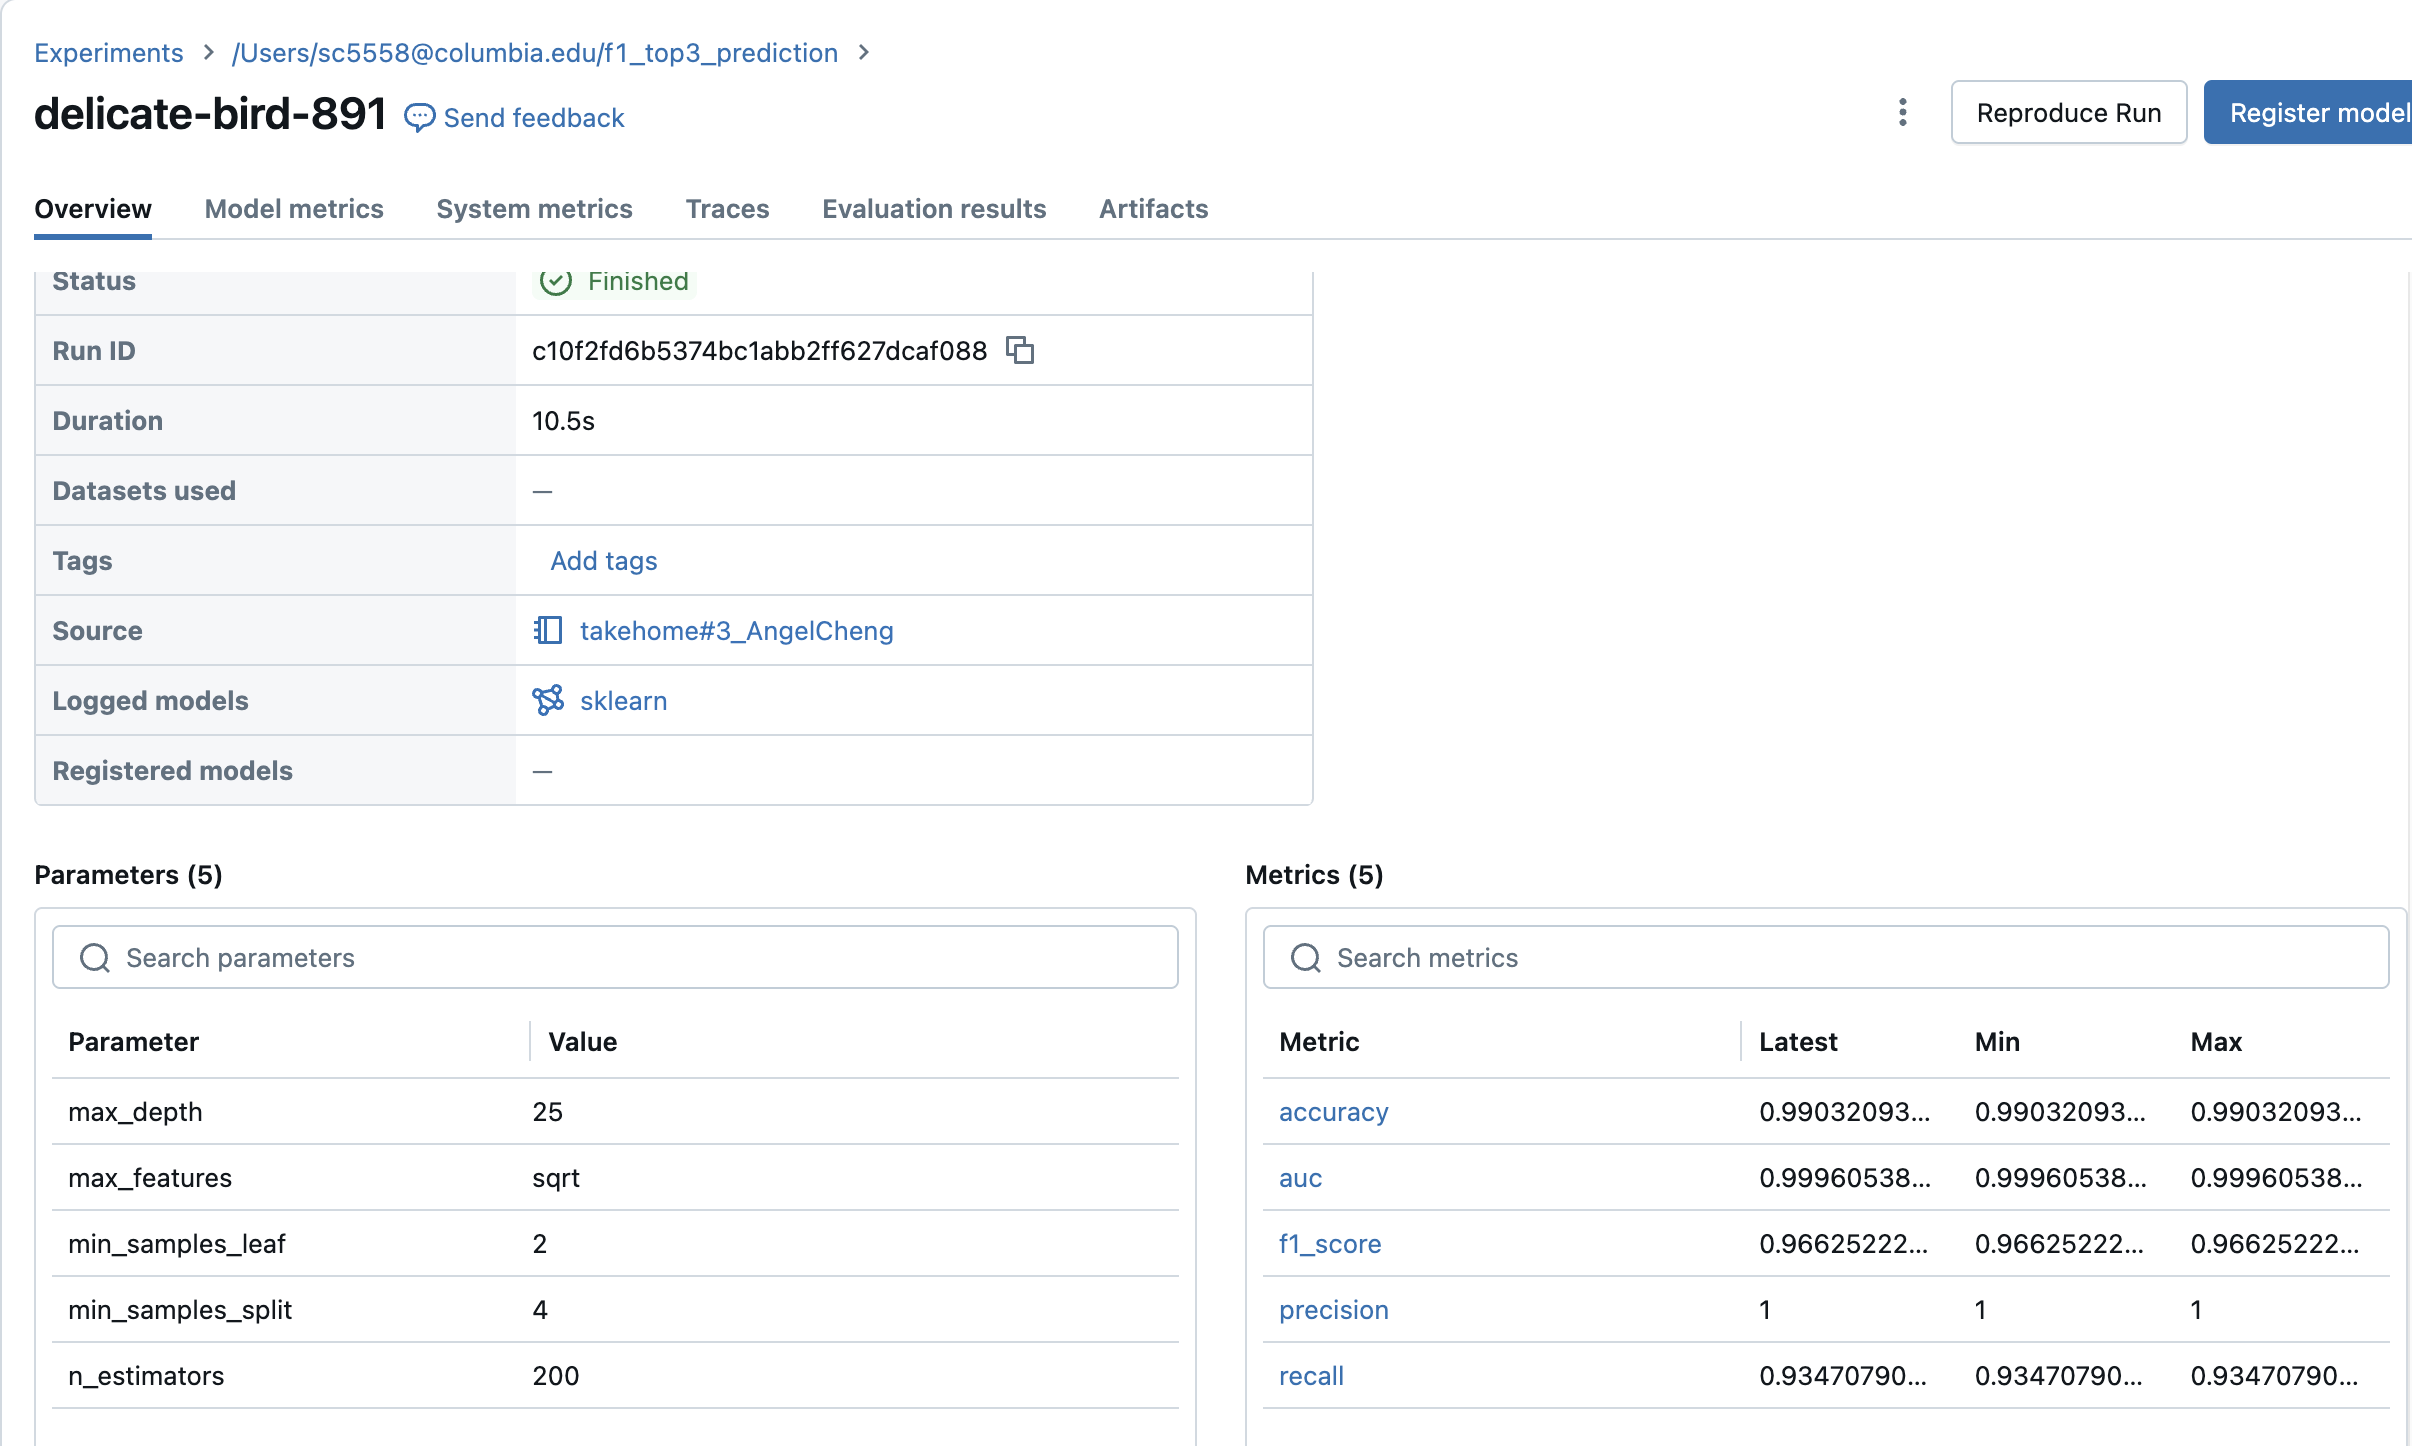 Experiments > /Users/sc5558@columbia.edu/f1_top3_prediction >
delicate-bird-891 Send feedback
Reproduce Run
Register model
Overview Model metrics System metrics Traces Evaluation results Artifacts
Status Finished
Run ID c10f2fd6b5374bc1abb2ff627dcaf088
Duration 10.5s
Datasets used —
Tags Add tags
Source takehome#3_AngelCheng
Logged models sklearn
Registered models —
Parameters (5)
Search parameters
Parameter Value
max_depth 25
max_features sqrt
min_samples_leaf 2
min_samples_split 4
n_estimators 200
Metrics (5)
Search metrics
Metric Latest Min Max
accuracy 0.99032093... 0.99032093... 0.99032093...
auc 0.99960538... 0.99960538... 0.99960538...
f1_score 0.96625222... 0.96625222... 0.96625222...
precision 1 1 1
recall 0.93470790... 0.93470790... 0.93470790...